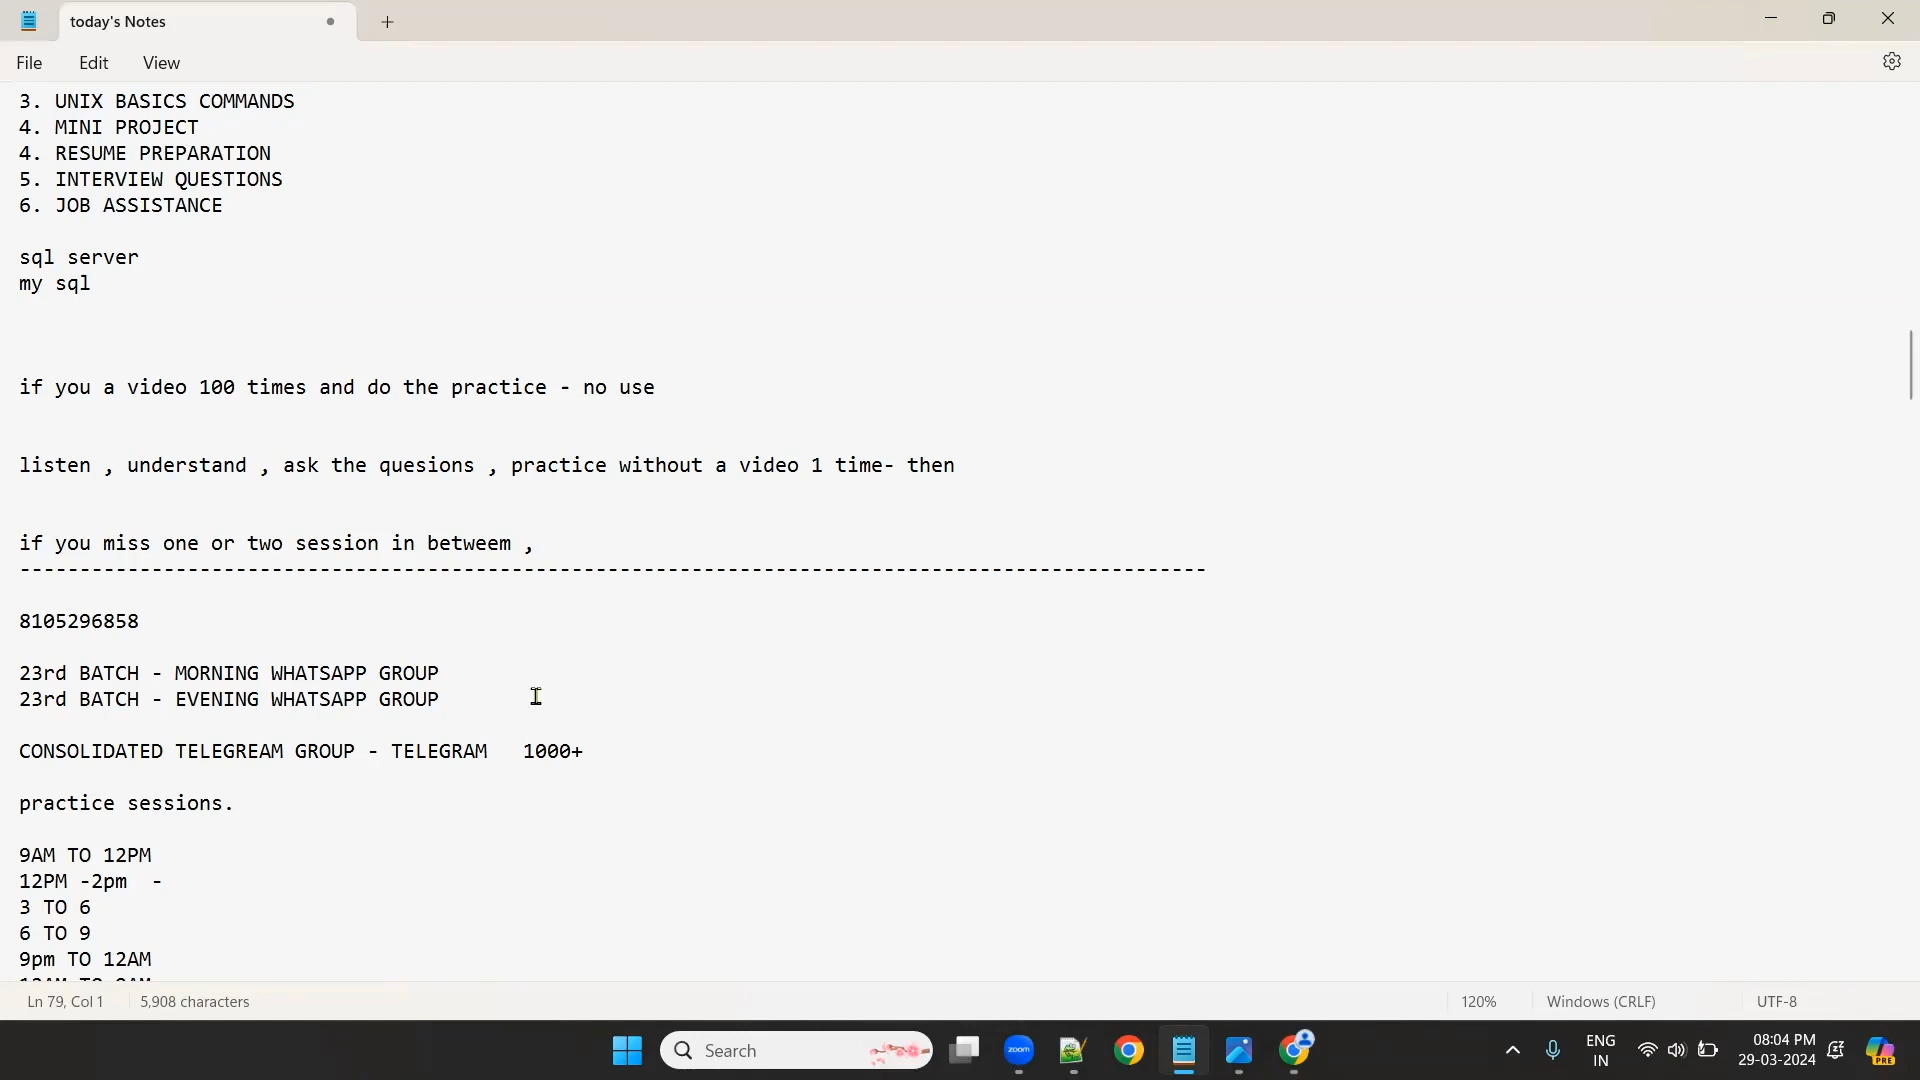 today's Notes
File Edit View
3. UNIX BASICS COMMANDS
4. MINI PROJECT
4. RESUME PREPARATION
5. INTERVIEW QUESTIONS
6. JOB ASSISTANCE
sql server
my sql
if you a video 100 times and do the practice - no use
listen , understand , ask the quesions , practice without a video 1 time- then
if you miss one or two session in betweem ,
---------------------------------------------------------------------------------------------------
8105296858
23rd BATCH - MORNING WHATSAPP GROUP
23rd BATCH - EVENING WHATSAPP GROUP
CONSOLIDATED TELEGREAM GROUP - TELEGRAM   1000+
practice sessions.
9AM TO 12PM
12PM -2pm  -
3 TO 6
6 TO 9
9pm TO 12AM
Ln 79, Col 1 5,908 characters 120% Windows (CRLF) UTF-8
Search zoom ENG 08:04 PM
IN 29-03-2024 PRE